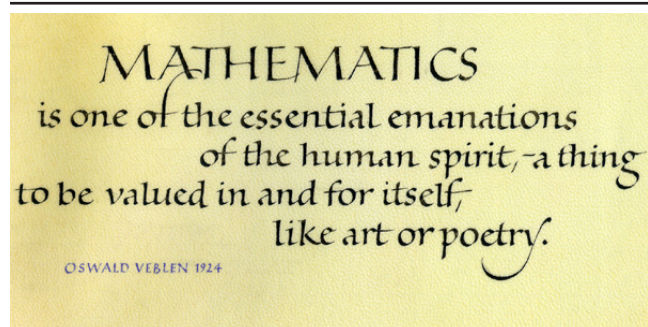 MATHEMATICS
is one of the essential emanations
of the human spirit,-a thing
to be valued in and for itself,-
like art or poetry.
OSWALD VEBLEN 1924